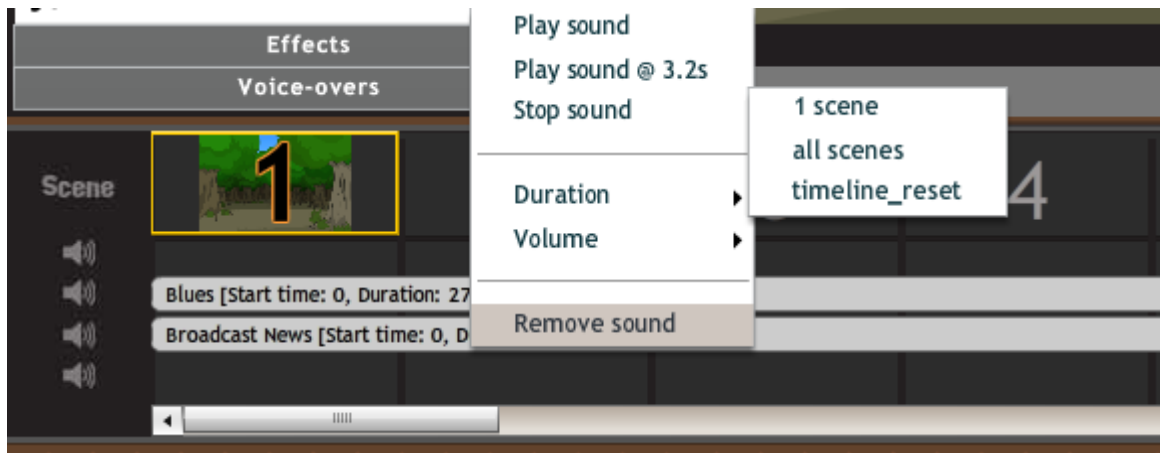 Effects
Voice-overs
Play sound
Play sound @ 3.2s
Stop sound
Duration
Volume
Remove sound
1 scene
all scenes
timeline_reset
Scene
1
4
Blues [Start time: 0, Duration: 27
Broadcast News [Start time: 0, D